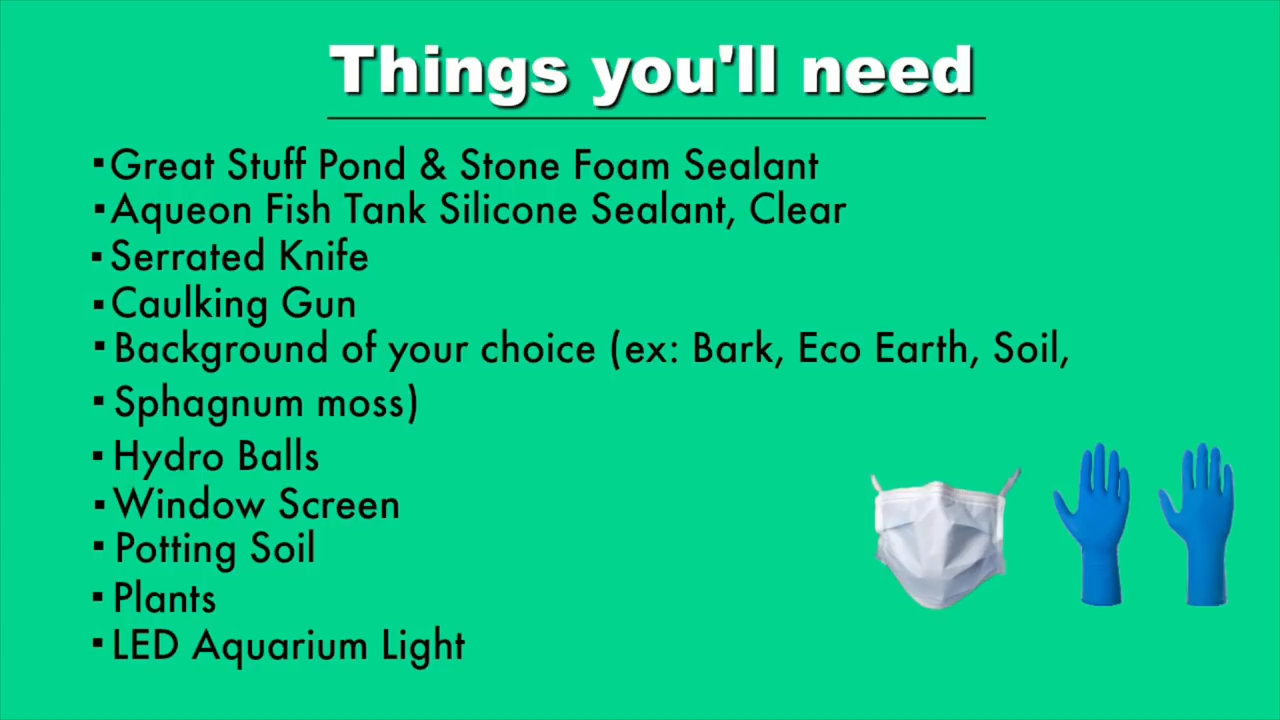 Things you'll need
▪Great Stuff Pond & Stone Foam Sealant
▪Aqueon Fish Tank Silicone Sealant, Clear
▪Serrated Knife
▪Caulking Gun
▪Background of your choice (ex: Bark, Eco Earth, Soil,
▪Sphagnum moss)
▪Hydro Balls
▪Window Screen
▪Potting Soil
▪Plants
▪LED Aquarium Light